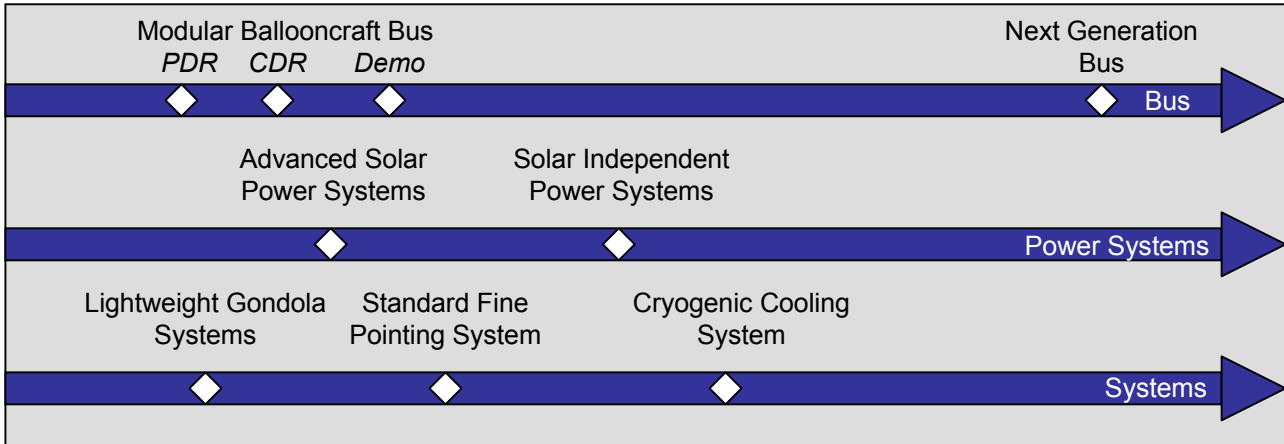 Modular Ballooncraft Bus
PDR CDR Demo
Next Generation
Bus
Bus
Advanced Solar
Power Systems
Solar Independent
Power Systems
Power Systems
Lightweight Gondola
Systems
Standard Fine
Pointing System
Cryogenic Cooling
System
Systems